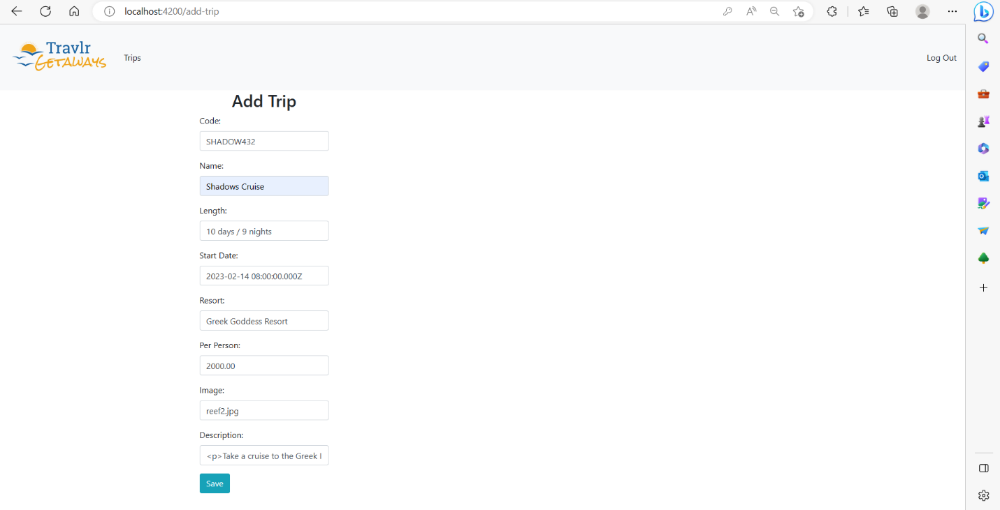 localhost:4200/add-trip
Travlr
Getaways
Trips
Log Out
Add Trip
Code:
SHADOW432
Name:
Shadows Cruise
Length:
10 days / 9 nights
Start Date:
2023-02-14 08:00:00.000Z
Resort:
Greek Goddess Resort
Per Person:
2000.00
Image:
reef2.jpg
Description:
<p>Take a cruise to the Greek I
Save